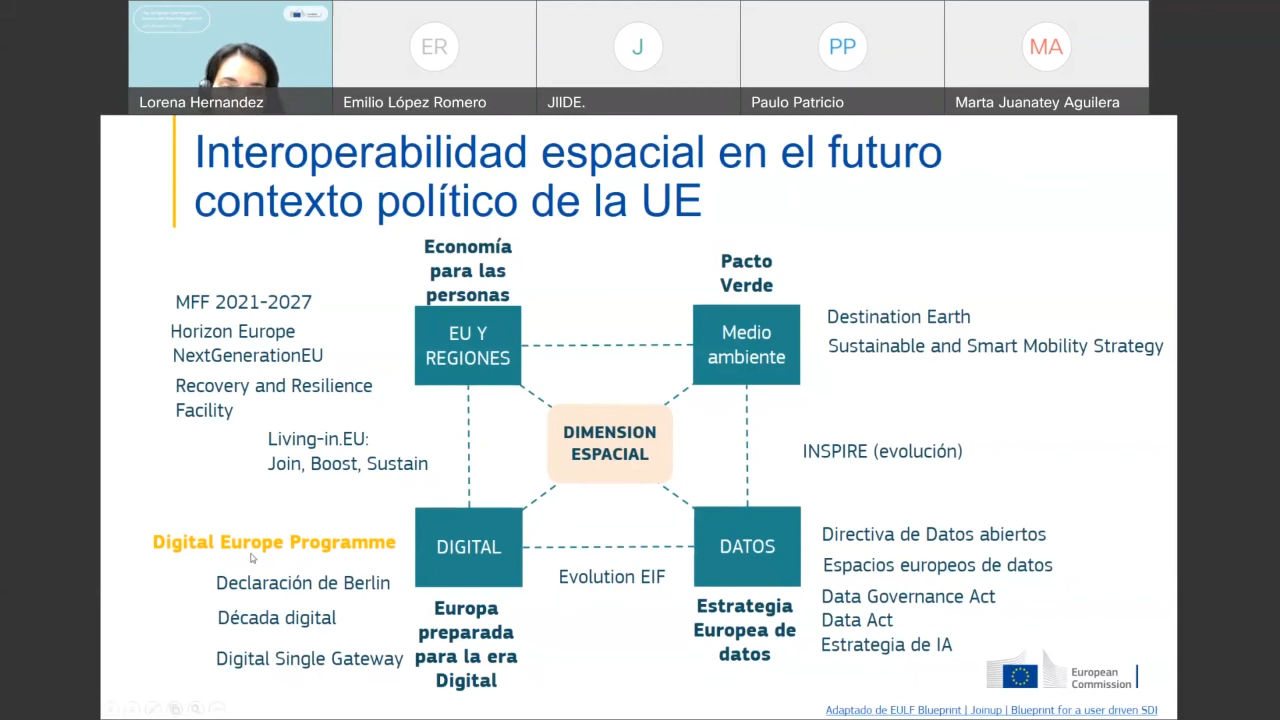 ER
J
PP
MA
Lorena Hernandez
Emilio López Romero
JIIDE.
Paulo Patricio
Marta Juanatey Aguilera
Interoperabilidad espacial en el futuro
contexto político de la UE
Economía
para las
personas
Pacto
Verde
MFF 2021-2027
Horizon Europe
NextGenerationEU
Recovery and Resilience
Facility
Living-in.EU:
Join, Boost, Sustain
EU Y
REGIONES
Medio
ambiente
Destination Earth
Sustainable and Smart Mobility Strategy
DIMENSION
ESPACIAL
INSPIRE (evolución)
Digital Europe Programme
Declaración de Berlin
Década digital
Digital Single Gateway
DIGITAL
Evolution EIF
DATOS
Directiva de Datos abiertos
Espacios europeos de datos
Data Governance Act
Data Act
Estrategia de IA
Europa
preparada
para la era
Digital
Estrategia
Europea de
datos
European
Commission
Adaptado de EULF Blueprint | Joinup | Blueprint for a user driven SDI